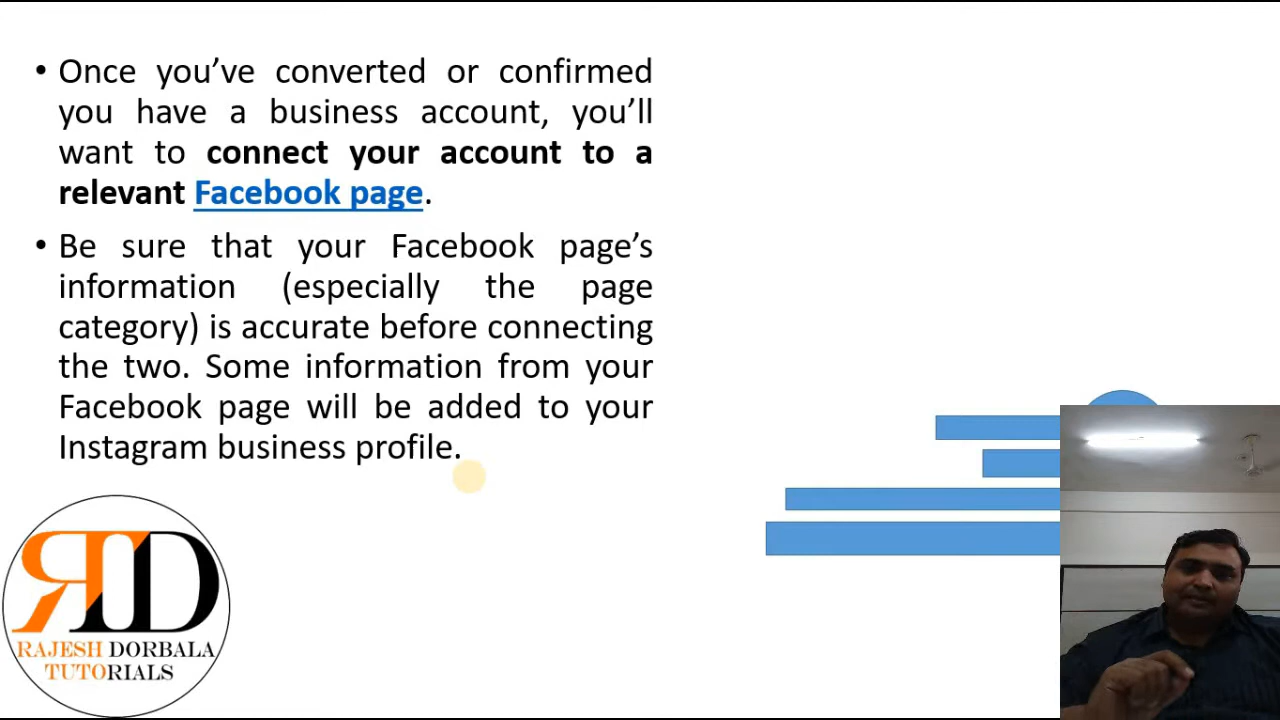 • Once you’ve converted or confirmed
you have a business account, you’ll
want to connect your account to a
relevant Facebook page.
• Be sure that your Facebook page’s
information (especially the page
category) is accurate before connecting
the two. Some information from your
Facebook page will be added to your
Instagram business profile.
RTD
RAJESH DORBALA
TUTORIALS